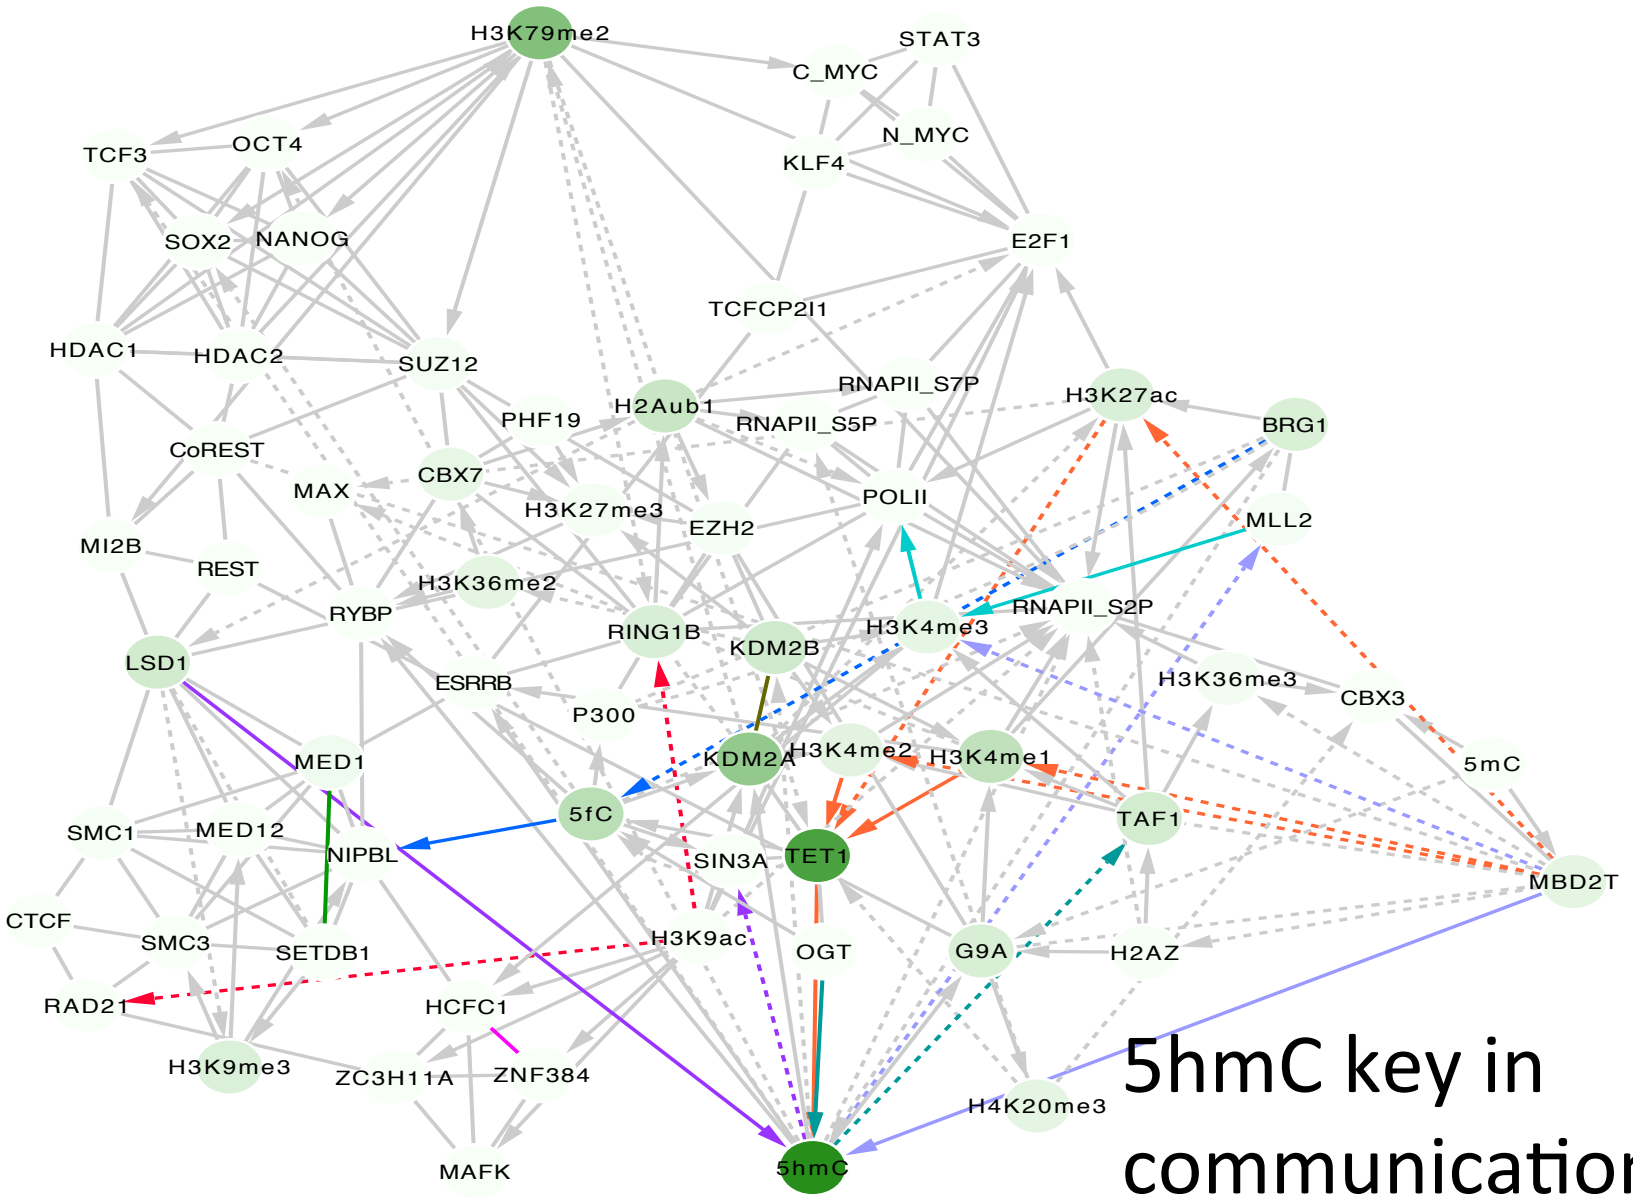 H3K79me2
STAT3
C_MYC
N_MYC
OCT4
TCF3
KLF4
SOX2
NANOG
E2F1
TCFCP2I1
HDAC1
HDAC2
SUZ12
RNAPII_S7P
H3K27ac
H2Aub1
PHF19
RNAPII_S5P
BRG1
CoREST
CBX7
MAX
POLII
H3K27me3
EZH2
MLL2
MI2B
REST
H3K36me2
RYBP
RNAPII_S2P
RING1B
H3K4me3
KDM2B
LSD1
ESRRB
H3K36me3
CBX3
P300
MED1
KDM2A
H3K4me2
H3K4me1
5mC
5fC
TAF1
SMC1
MED12
NIPBL
SIN3A
TET1
MBD2T
CTCF
SMC3
SETDB1
H3K9ac
OGT
G9A
H2AZ
RAD21
HCFC1
H3K9me3
ZC3H11A
ZNF384
H4K20me3
5hmC key in
MAFK
5hmC
communication